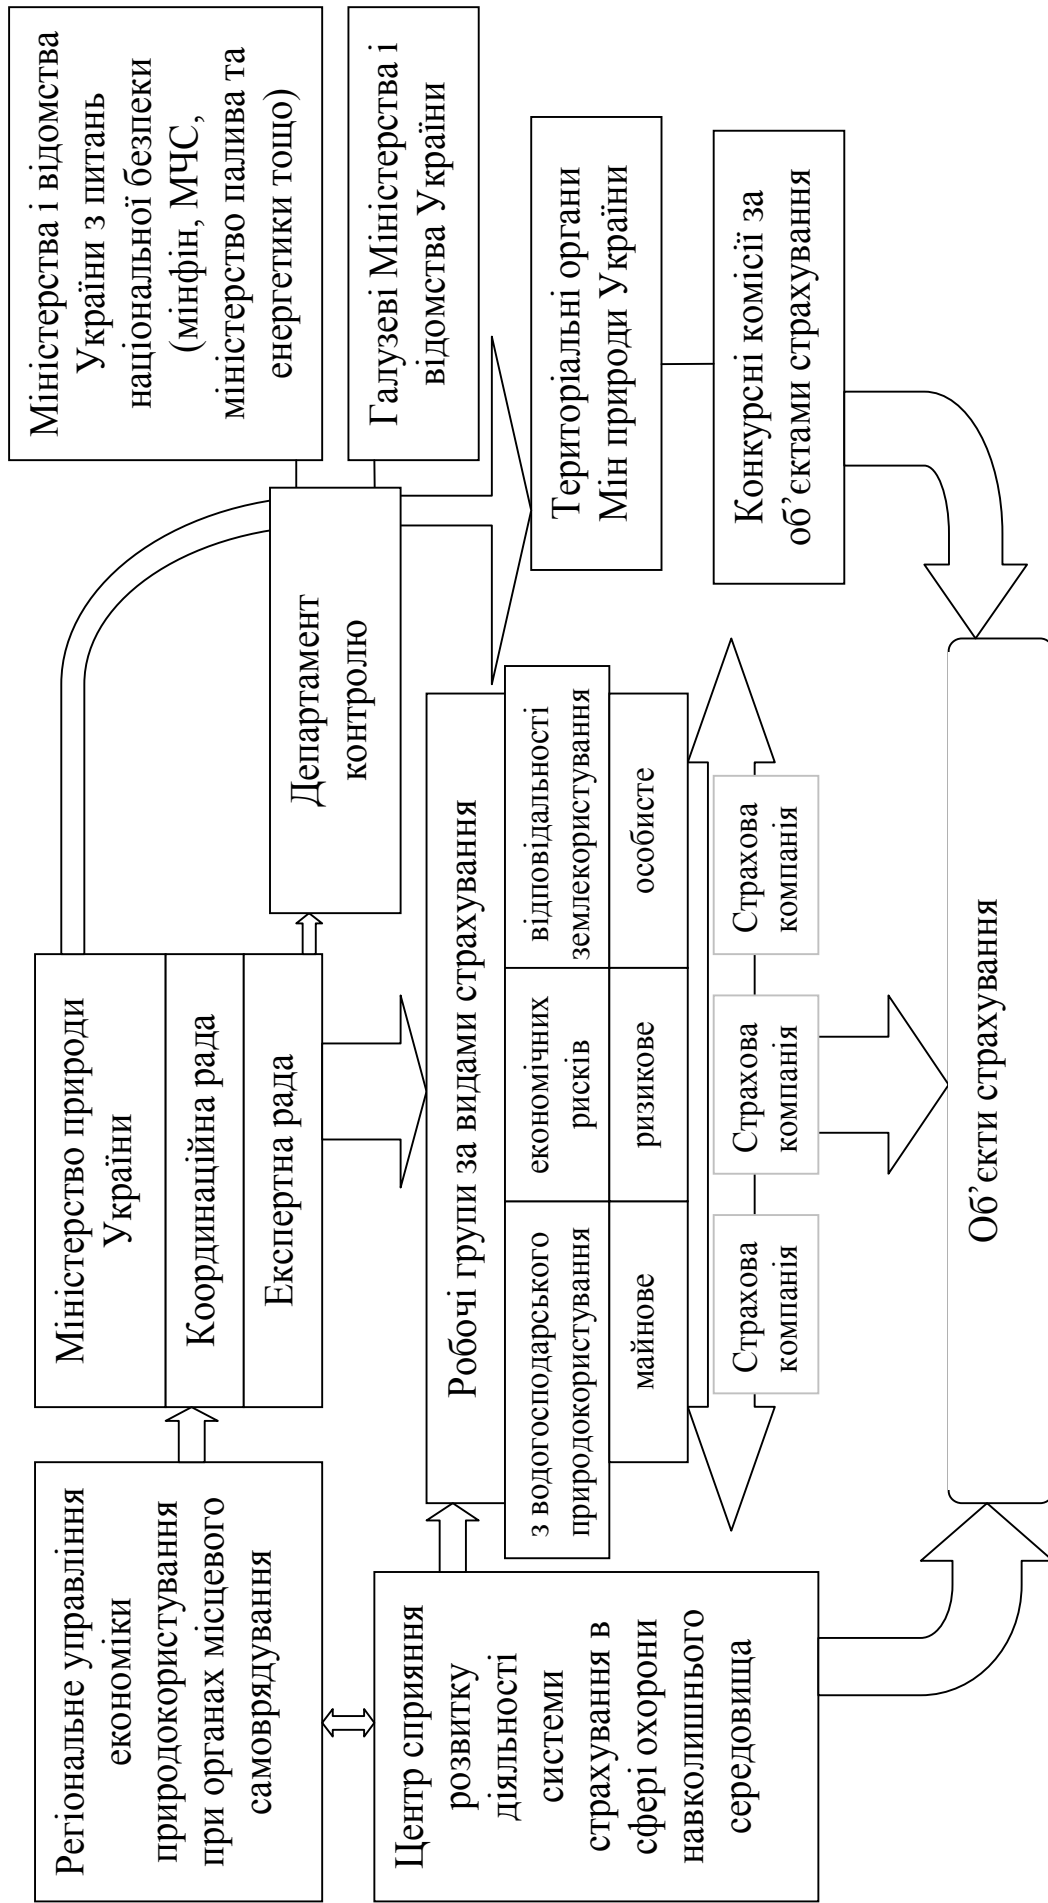 Регіональне управління
економіки
природокористування
при органах місцевого
самоврядування
Міністерство природи
України
Координаційна рада
Експертна рада
Міністерства і відомства
України з питань
національної безпеки
(мінфін, МЧС,
міністерство палива та
енергетики тощо)
Департамент
контролю
Галузеві Міністерства і
відомства України
Центр сприяння
розвитку
діяльності
системи
страхування в
сфері охорони
навколишнього
середовища
Робочі групи за видами страхування
з водогосподарського
природокористування
економічних
рисків
відповідальності
землекористування
майнове
ризикове
особисте
Страхова
компанія
Страхова
компанія
Страхова
компанія
Територіальні органи
Мін природи України
Конкурсні комісії за
об’єктами страхування
Об’єкти страхування